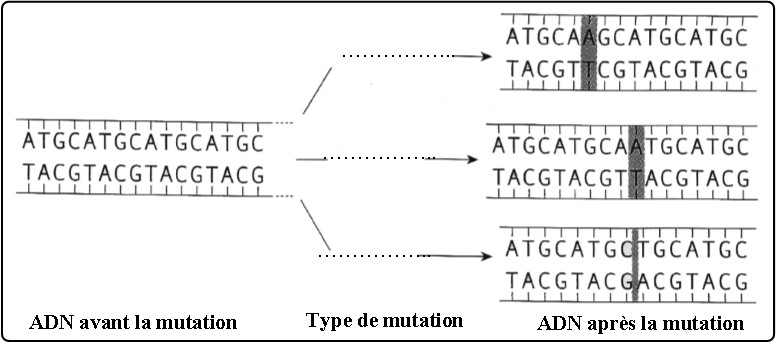 ATGCAAGCATGCATGC
TACGTTCGTACGTACG
ATGCATGCATGCATGC
TACGTACGTACGTACG
ATGCATGCAATGCATGC
TACGTACGTTACGTACG
ATGCATGCTGCATGC
TACGTACGACGTACG
ADN avant la mutation
Type de mutation
ADN après la mutation